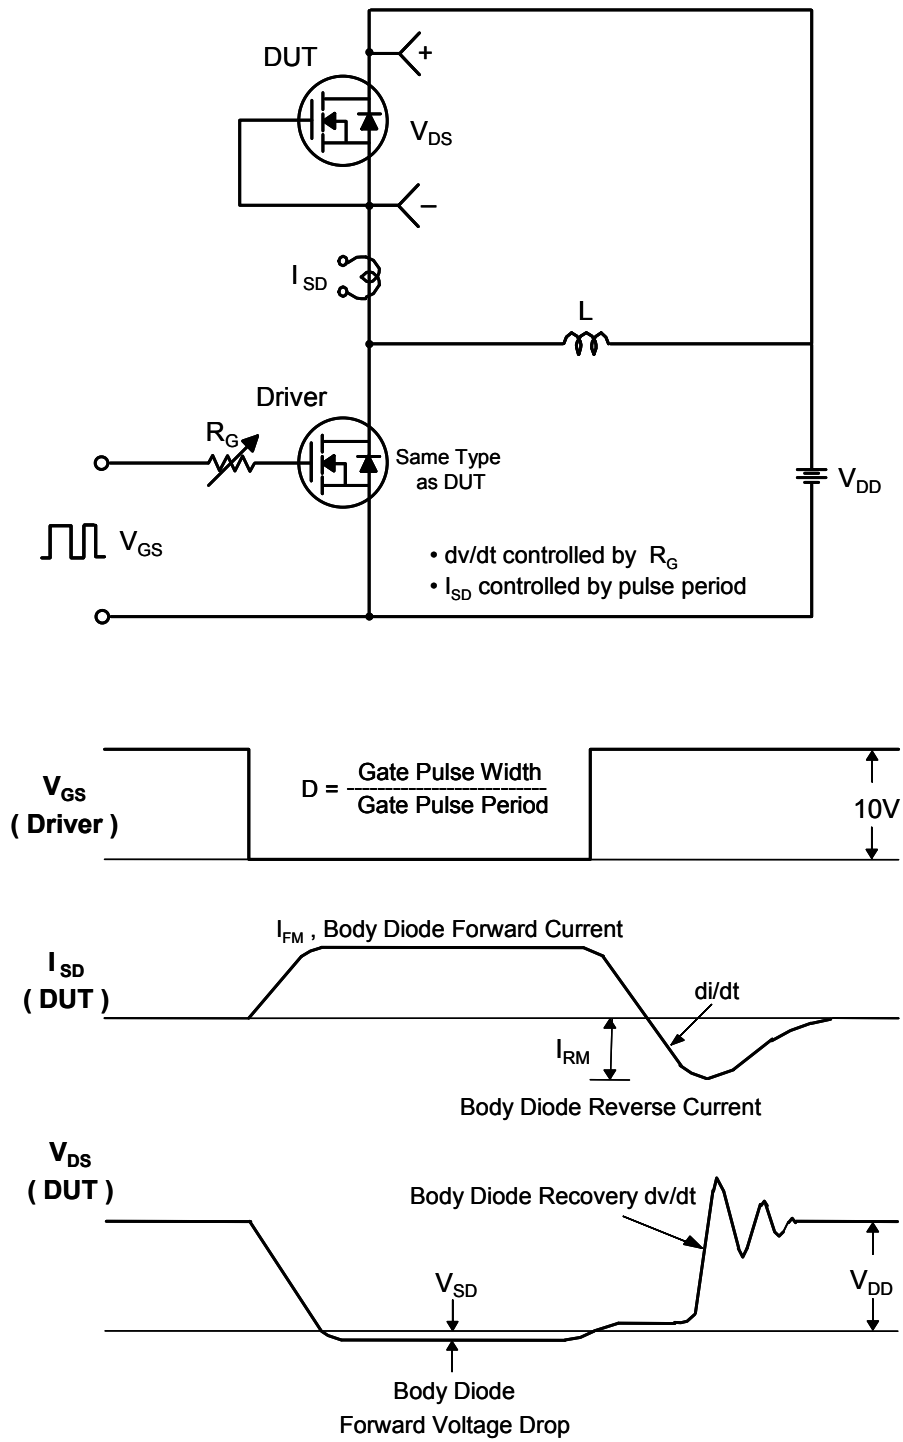 DUT
+
V_DS
−
I_SD
L
Driver
R_G
Same Type
as DUT
V_DD
V_GS
• dv/dt controlled by R_G
• I_SD controlled by pulse period
V_GS
( Driver )
D = Gate Pulse Width
Gate Pulse Period
10V
I_FM , Body Diode Forward Current
I_SD
( DUT )
di/dt
I_RM
Body Diode Reverse Current
V_DS
( DUT )
Body Diode Recovery dv/dt
V_SD
V_DD
Body Diode
Forward Voltage Drop